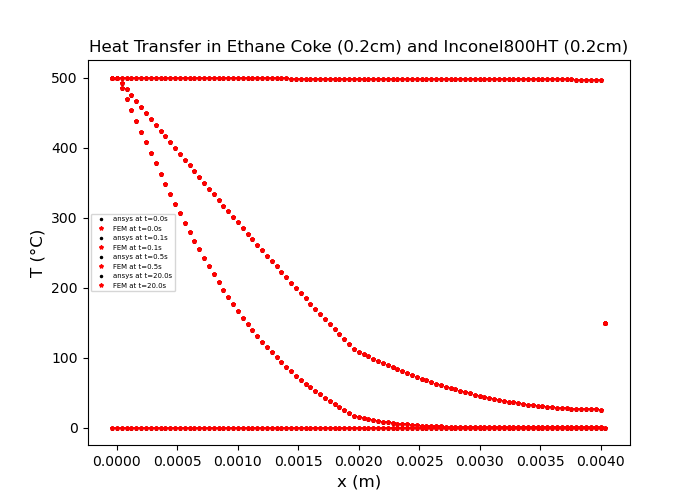 Heat Transfer in Ethane Coke (0.2cm) and Inconel800HT (0.2cm)
500
400
300
200
100
0
T (°C)
ansys at t=0.0s
FEM at t=0.0s
ansys at t=0.1s
FEM at t=0.1s
ansys at t=0.5s
FEM at t=0.5s
ansys at t=20.0s
FEM at t=20.0s
0.0000 0.0005 0.0010 0.0015 0.0020 0.0025 0.0030 0.0035 0.0040
x (m)